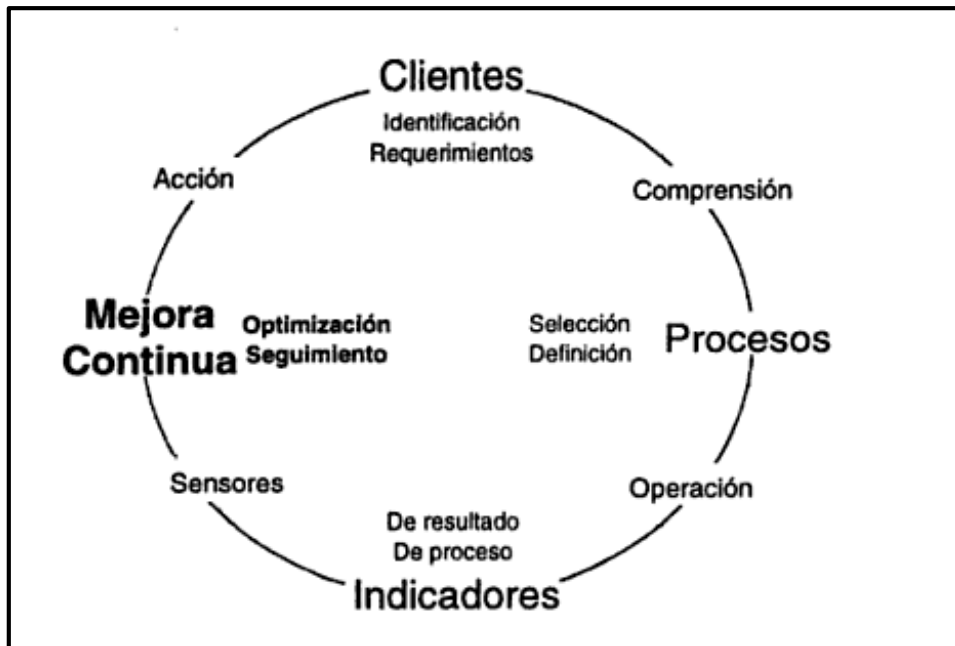 Clientes
Identificación
Requerimientos
Acción
Comprensión
Mejora
Continua
Optimización
Seguimiento
Selección
Definición
Procesos
Sensores
Operación
De resultado
De proceso
Indicadores